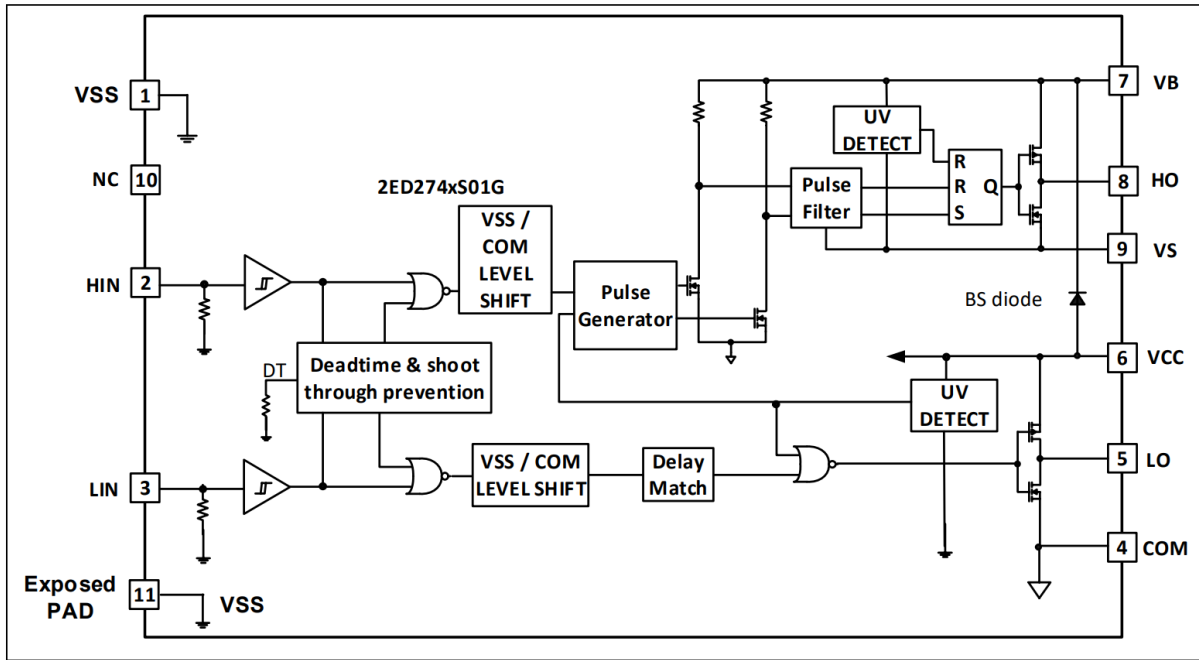 VSS
1
NC
10
2ED274xS01G
HIN
2
VSS /
COM
LEVEL
SHIFT
Pulse
Generator
DT
Deadtime & shoot
through prevention
LIN
3
VSS / COM
LEVEL SHIFT
Delay
Match
Exposed
PAD
11
VSS
UV
DETECT
Pulse
Filter
R
R
S
Q
7
VB
8
HO
9
VS
BS diode
6
VCC
UV
DETECT
5
LO
4
COM